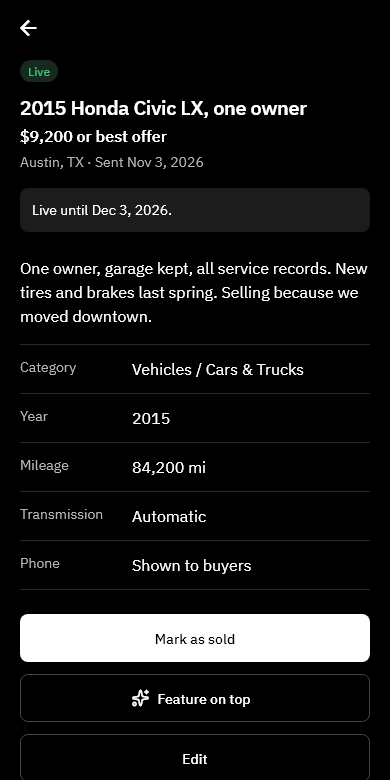 Live
2015 Honda Civic LX, one owner
$9,200 or best offer
Austin, TX · Sent Nov 3, 2026
Live until Dec 3, 2026.
One owner, garage kept, all service records. New
tires and brakes last spring. Selling because we
moved downtown.
Category Vehicles / Cars & Trucks
Year 2015
Mileage 84,200 mi
Transmission Automatic
Phone Shown to buyers
Mark as sold
Feature on top
Edit